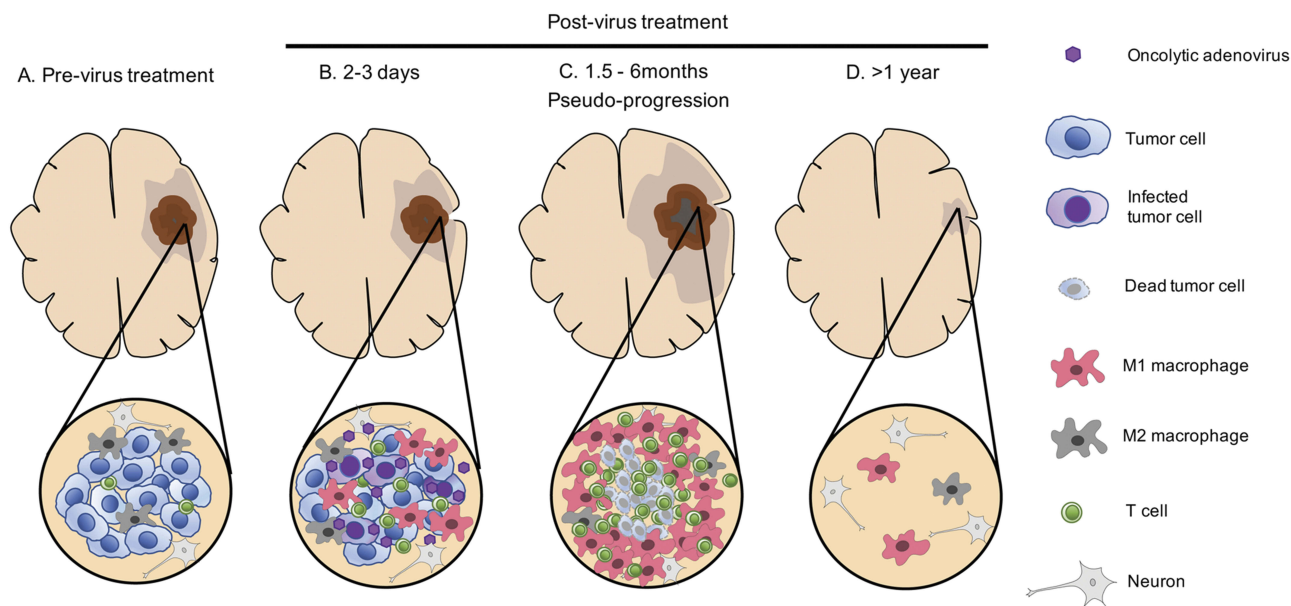 Post-virus treatment
A. Pre-virus treatment
B. 2-3 days
C. 1.5 - 6months
Pseudo-progression
D. >1 year
Oncolytic adenovirus
Tumor cell
Infected
tumor cell
Dead tumor cell
M1 macrophage
M2 macrophage
T cell
Neuron